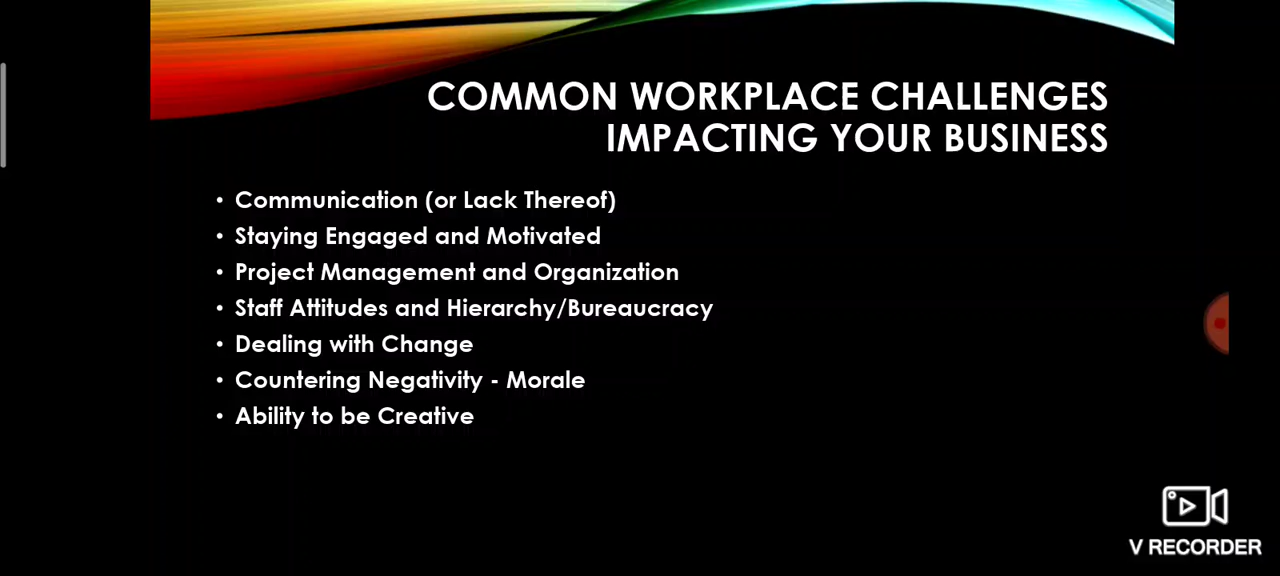 COMMON WORKPLACE CHALLENGES
IMPACTING YOUR BUSINESS
• Communication (or Lack Thereof)
• Staying Engaged and Motivated
• Project Management and Organization
• Staff Attitudes and Hierarchy/Bureaucracy
• Dealing with Change
• Countering Negativity - Morale
• Ability to be Creative
V RECORDER